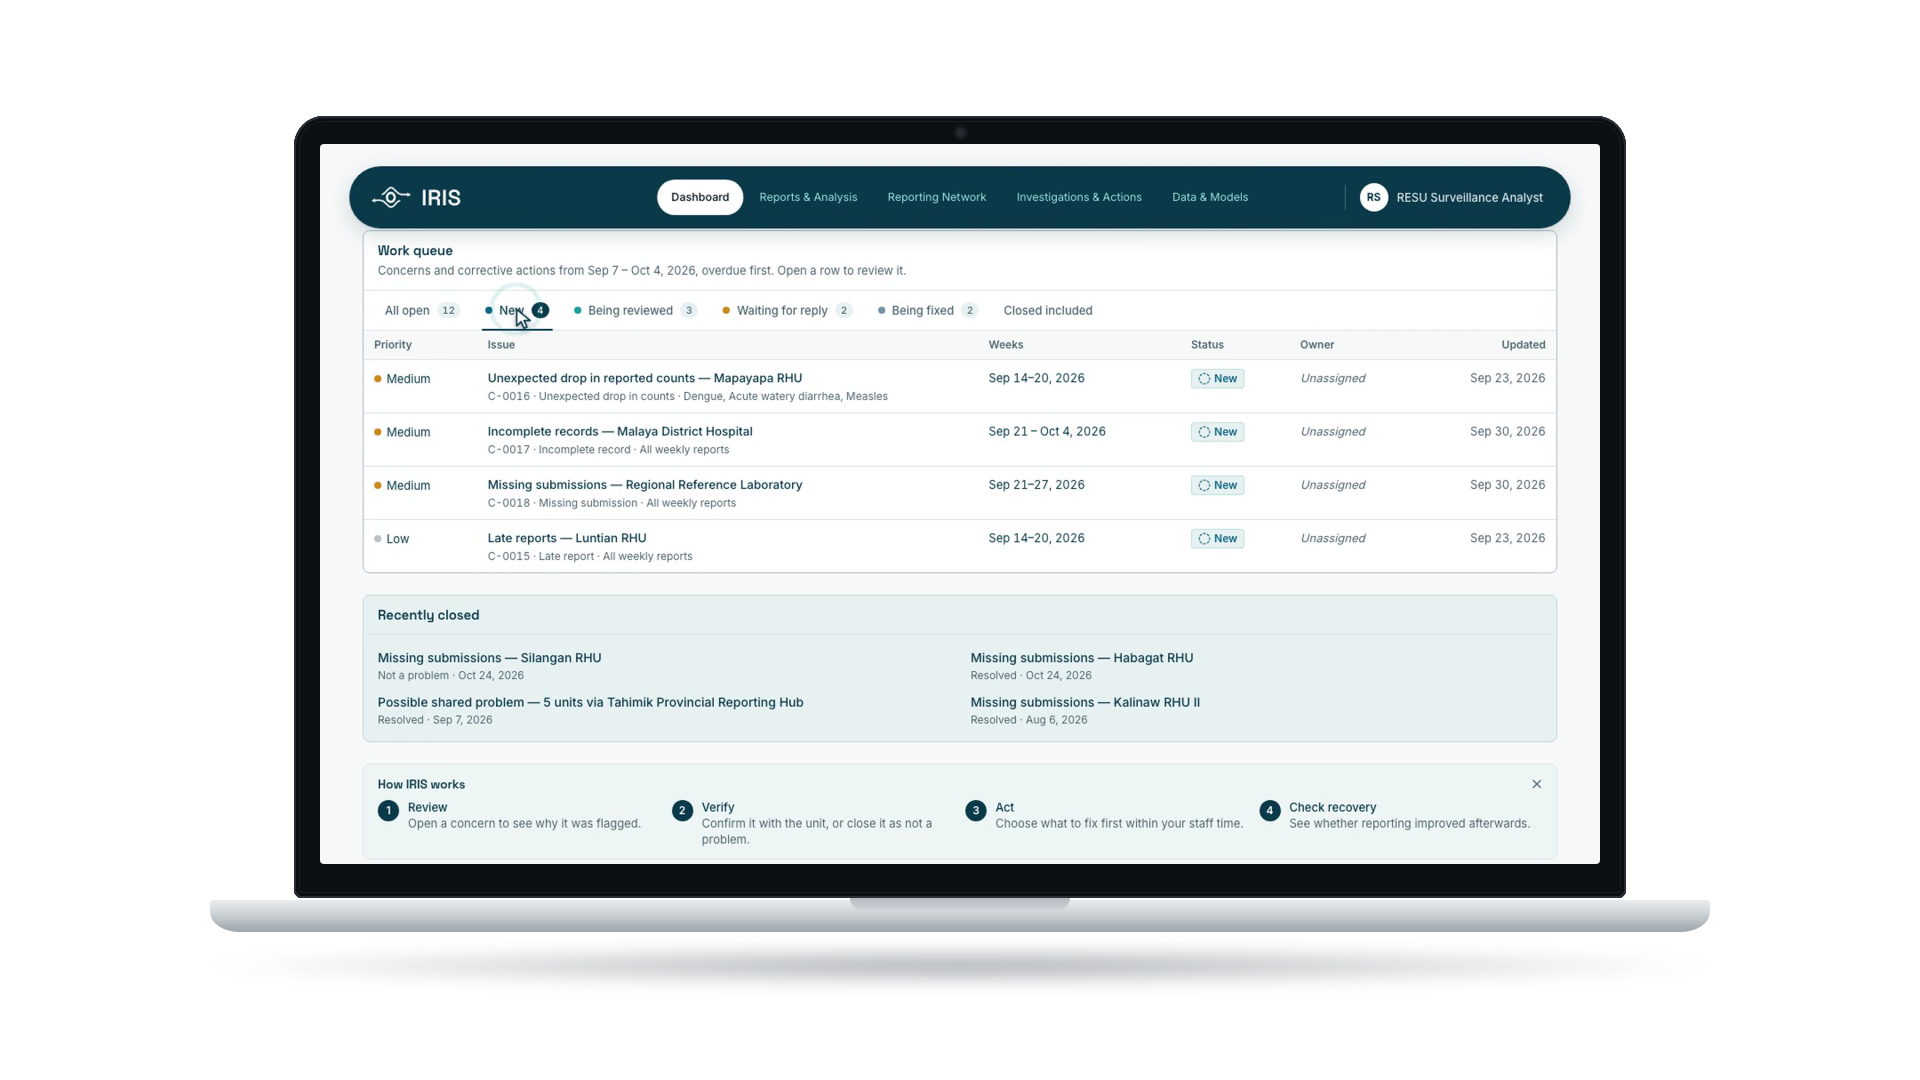 IRIS
Dashboard
Reports & Analysis
Reporting Network
Investigations & Actions
Data & Models
RS
RESU Surveillance Analyst
Work queue
Concerns and corrective actions from Sep 7 – Oct 4, 2026, overdue first. Open a row to review it.
All open 12
New 4
Being reviewed 3
Waiting for reply 2
Being fixed 2
Closed included
Priority Issue Weeks Status Owner Updated
Medium Unexpected drop in reported counts — Mapayapa RHU Sep 14–20, 2026 New Unassigned Sep 23, 2026
C-0016 · Unexpected drop in counts · Dengue, Acute watery diarrhea, Measles
Medium Incomplete records — Malaya District Hospital Sep 21 – Oct 4, 2026 New Unassigned Sep 30, 2026
C-0017 · Incomplete record · All weekly reports
Medium Missing submissions — Regional Reference Laboratory Sep 21–27, 2026 New Unassigned Sep 30, 2026
C-0018 · Missing submission · All weekly reports
Low Late reports — Luntian RHU Sep 14–20, 2026 New Unassigned Sep 23, 2026
C-0015 · Late report · All weekly reports
Recently closed
Missing submissions — Silangan RHU
Not a problem · Oct 24, 2026
Missing submissions — Habagat RHU
Resolved · Oct 24, 2026
Possible shared problem — 5 units via Tahimik Provincial Reporting Hub
Resolved · Sep 7, 2026
Missing submissions — Kalinaw RHU II
Resolved · Aug 6, 2026
How IRIS works
1 Review
Open a concern to see why it was flagged.
2 Verify
Confirm it with the unit, or close it as not a
problem.
3 Act
Choose what to fix first within your staff time.
4 Check recovery
See whether reporting improved afterwards.